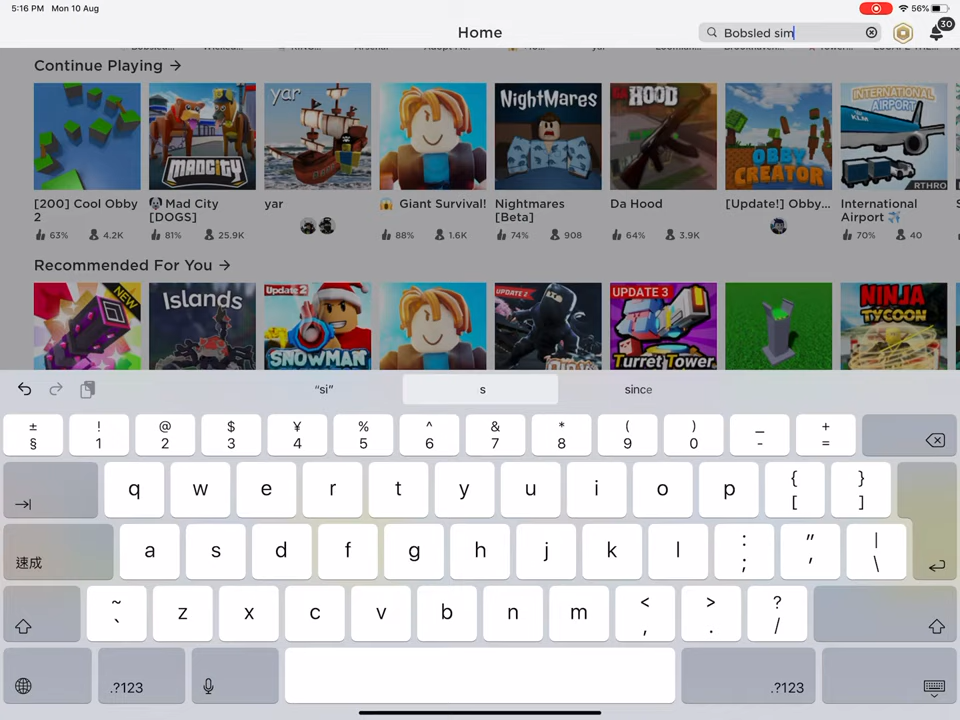 5:16 PM Mon 10 Aug
56%
Home
Bobsled sim
30
Continue Playing →
yar
MADCITY
NIGHTMARES
HOOD
OBBY CREATOR
INTERNATIONAL AIRPORT
KLM
RTHRO
[200] Cool Obby 2
Mad City [DOGS]
yar
Giant Survival!
Nightmares [Beta]
Da Hood
[Update!] Obby...
International Airport
63% 4.2K
81% 25.9K
88% 1.6K
74% 908
64% 3.9K
70% 40
Recommended For You →
NEW
Islands
Update 2
SNOWMAN
UPDATE 2
UPDATE 3
Turret Tower
NINJA TYCOON
"si" s since
± ! @ $ ¥ % ^ & * ( ) _ +
§ 1 2 3 4 5 6 7 8 9 0 - =
q w e r t y u i o p { [ } ]
速成 a s d f g h j k l : ; " ' | \
~ ` z x c v b n m < , > . ? /
.?123 .?123